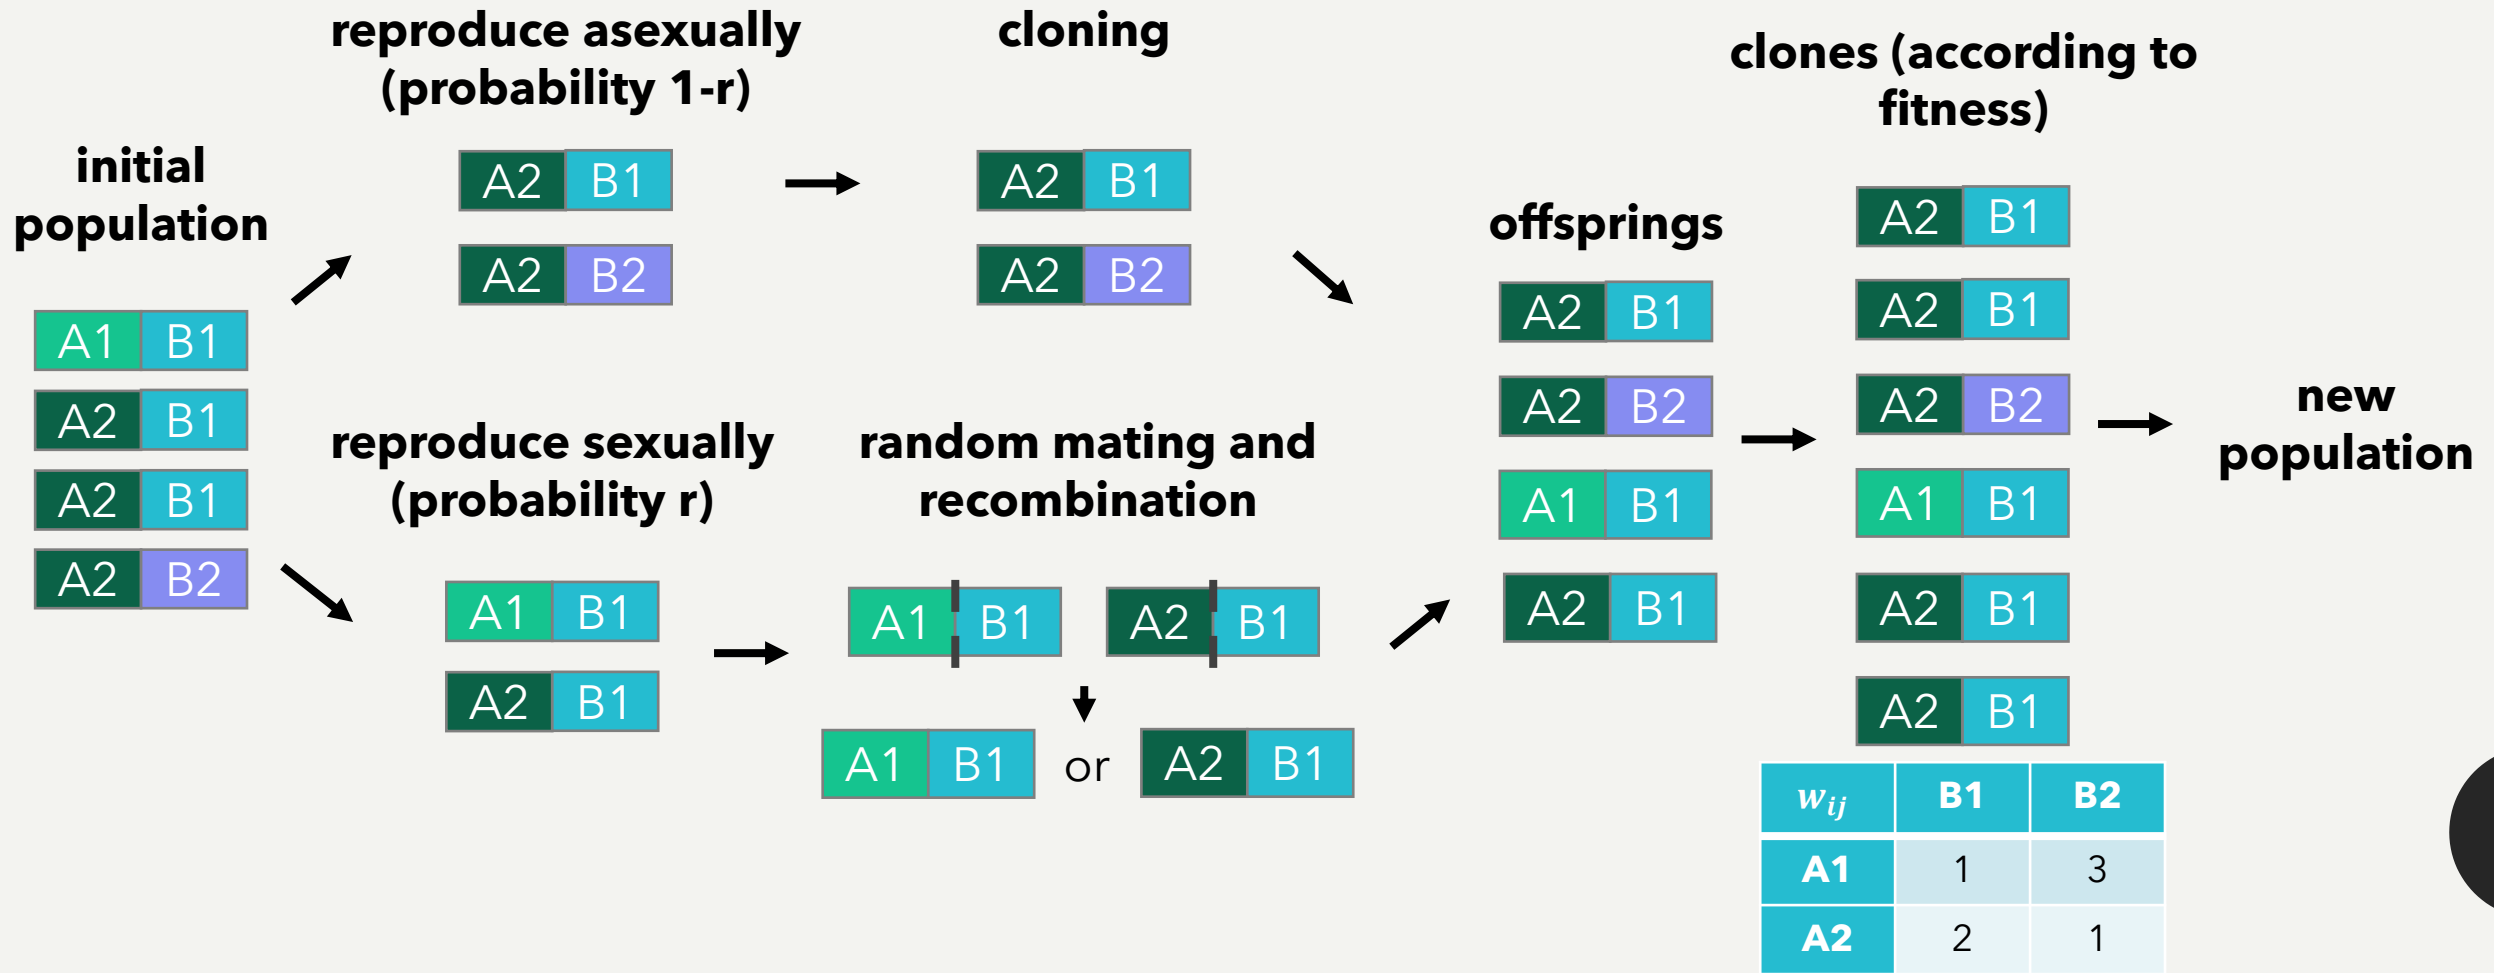 initial
population
A1 B1
A2 B1
A2 B1
A2 B2
reproduce asexually
(probability 1-r)
A2 B1
A2 B2
cloning
A2 B1
A2 B2
reproduce sexually
(probability r)
A1 B1
A2 B1
random mating and
recombination
A1 B1 A2 B1
A1 B1 or A2 B1
offsprings
A2 B1
A2 B2
A1 B1
A2 B1
clones (according to
fitness)
A2 B1
A2 B1
A2 B2
A1 B1
A2 B1
A2 B1
w_{ij} B1 B2
A1 1 3
A2 2 1
new
population